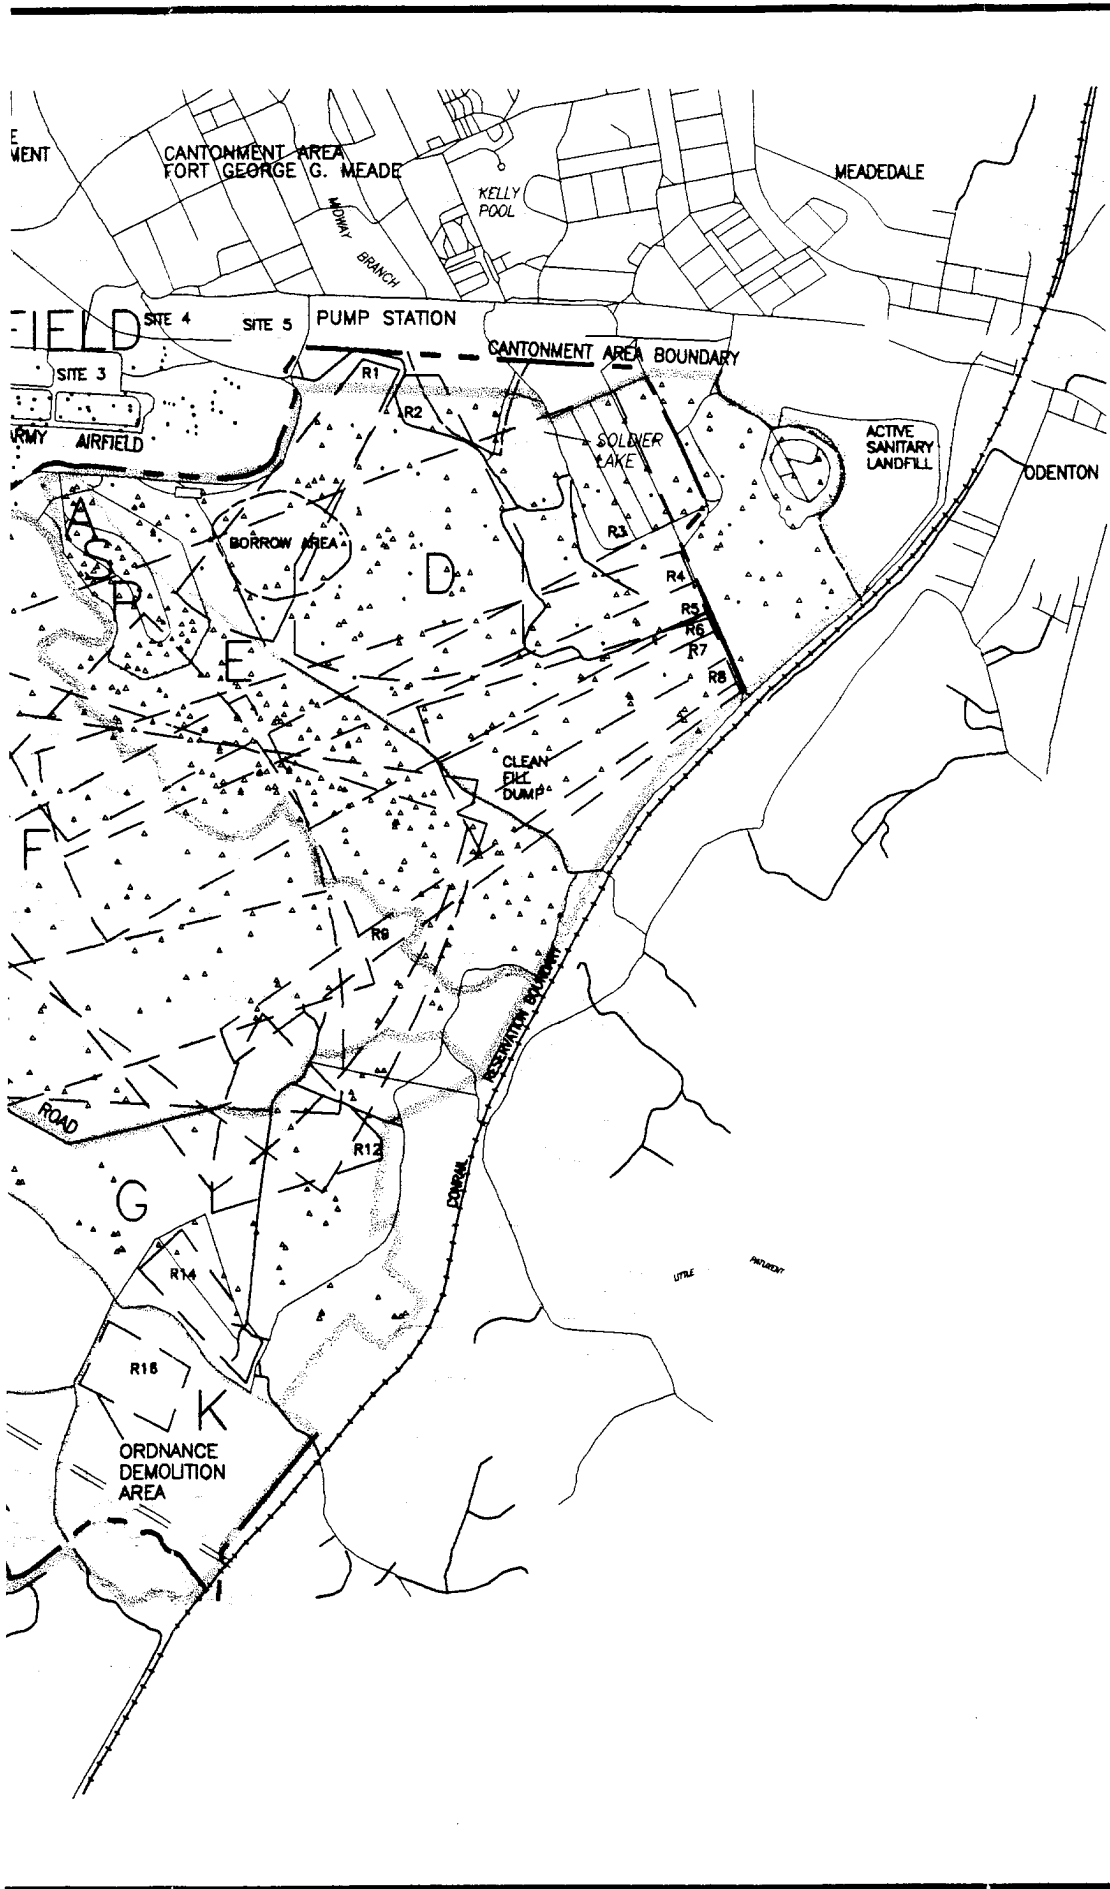 E
MENT
CANTONMENT AREA
FORT GEORGE G. MEADE
MEADEDALE
KELLY
POOL
MIDWAY
BRANCH
FIELD
SITE 4
SITE 5
PUMP STATION
CANTONMENT AREA BOUNDARY
SITE 3
R1
R2
ARMY AIRFIELD
SOLDIER
LAKE
ACTIVE
SANITARY
LANDFILL
ODENTON
A
S
P
BORROW AREA
R3
D
R4
R5
R6
R7
R8
E
CLEAN
FILL
DUMP
F
R9
RESERVATION BOUNDARY
ROAD
R12
CONRAIL
G
R14
LITTLE
PATUXENT
R16
K
ORDNANCE
DEMOLITION
AREA